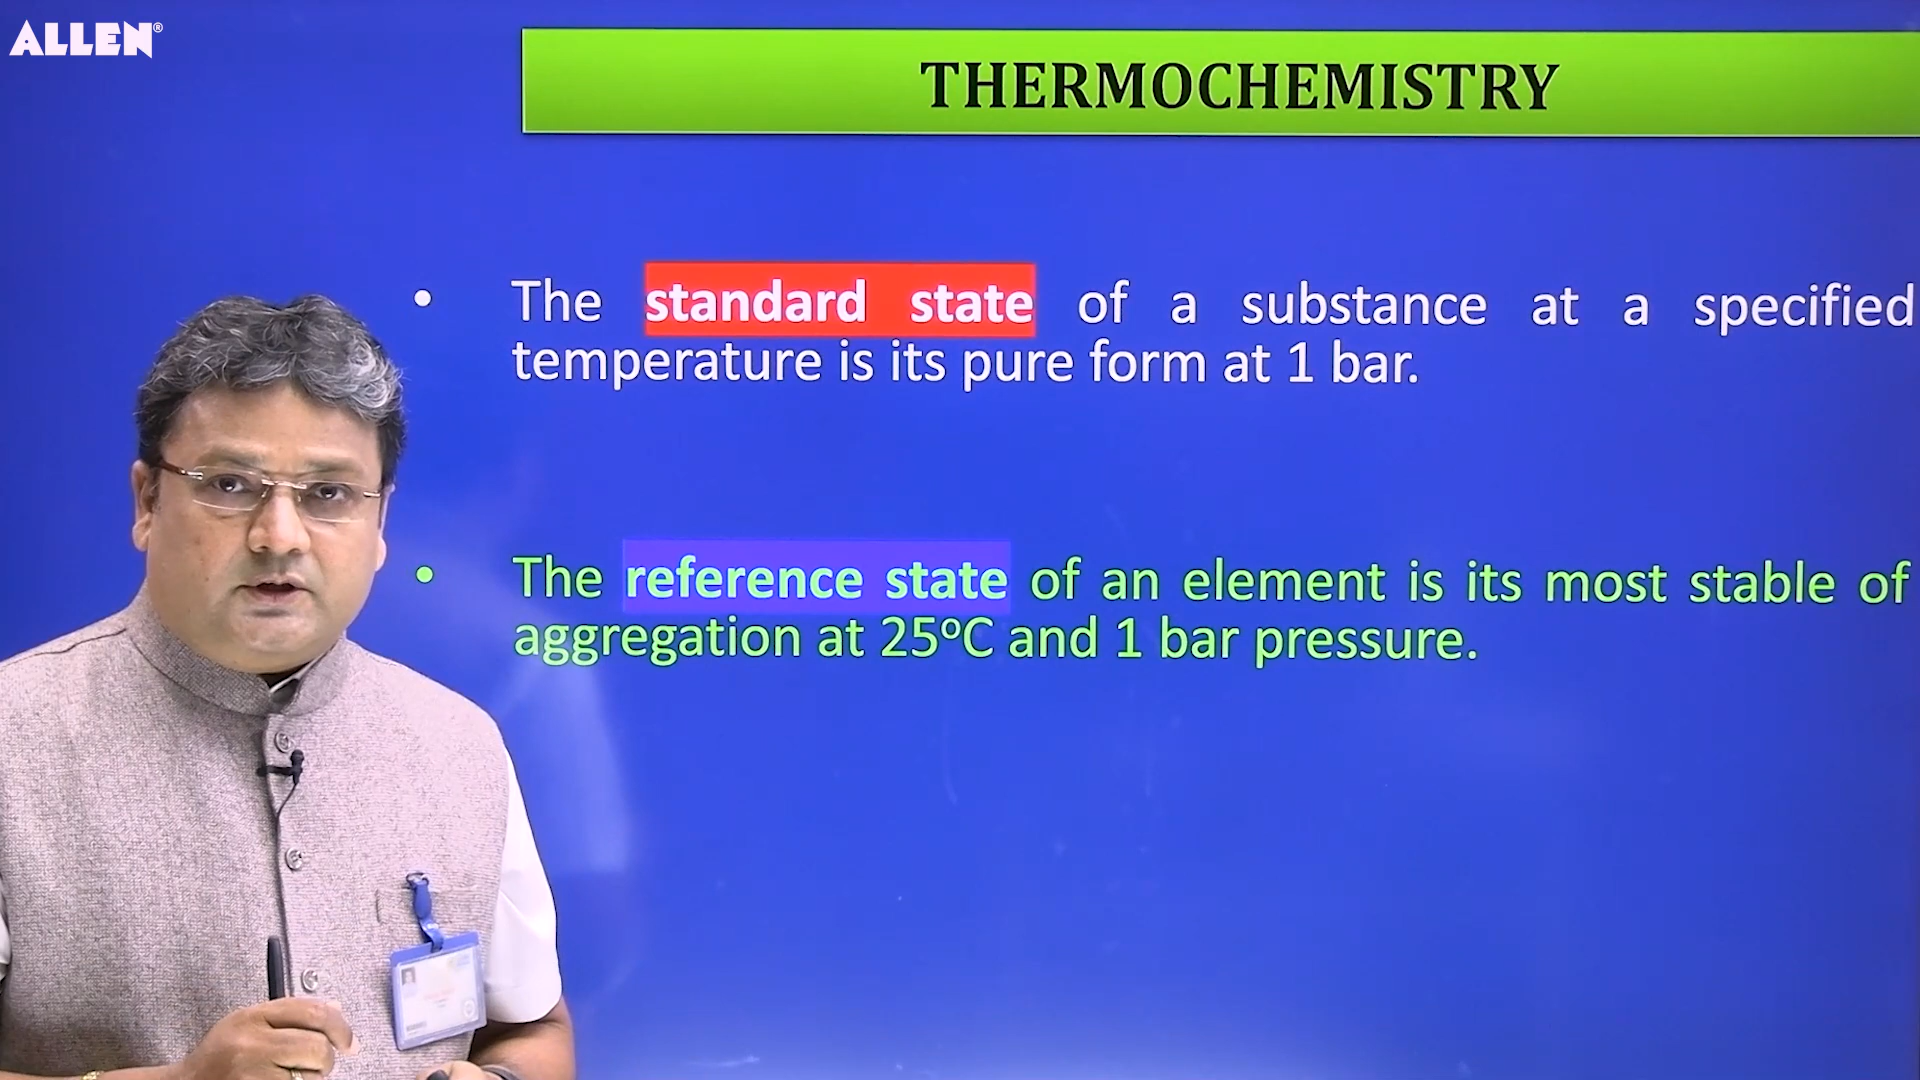 ALLEN®
THERMOCHEMISTRY
• The standard state of a substance at a specified
temperature is its pure form at 1 bar.
• The reference state of an element is its most stable of
aggregation at 25°C and 1 bar pressure.